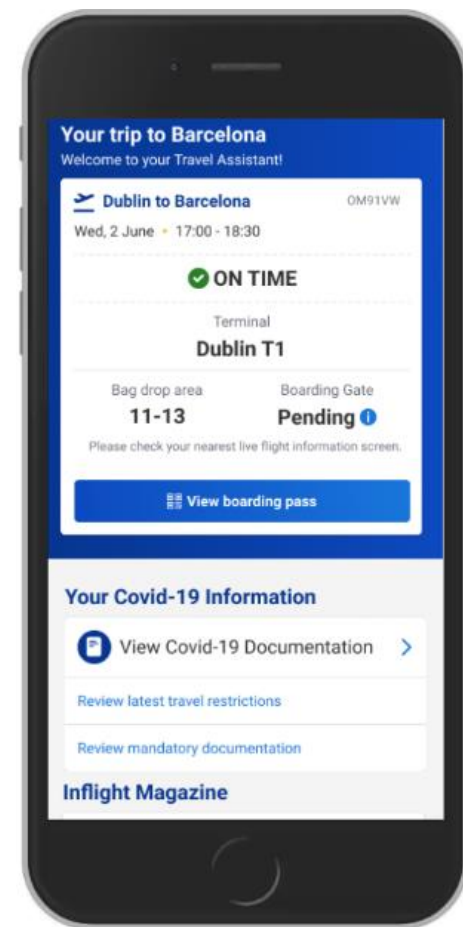 Your trip to Barcelona
Welcome to your Travel Assistant!
Dublin to Barcelona OM91VW
Wed, 2 June • 17:00 - 18:30
ON TIME
Terminal
Dublin T1
Bag drop area Boarding Gate
11-13 Pending
Please check your nearest live flight information screen.
View boarding pass
Your Covid-19 Information
View Covid-19 Documentation
Review latest travel restrictions
Review mandatory documentation
Inflight Magazine